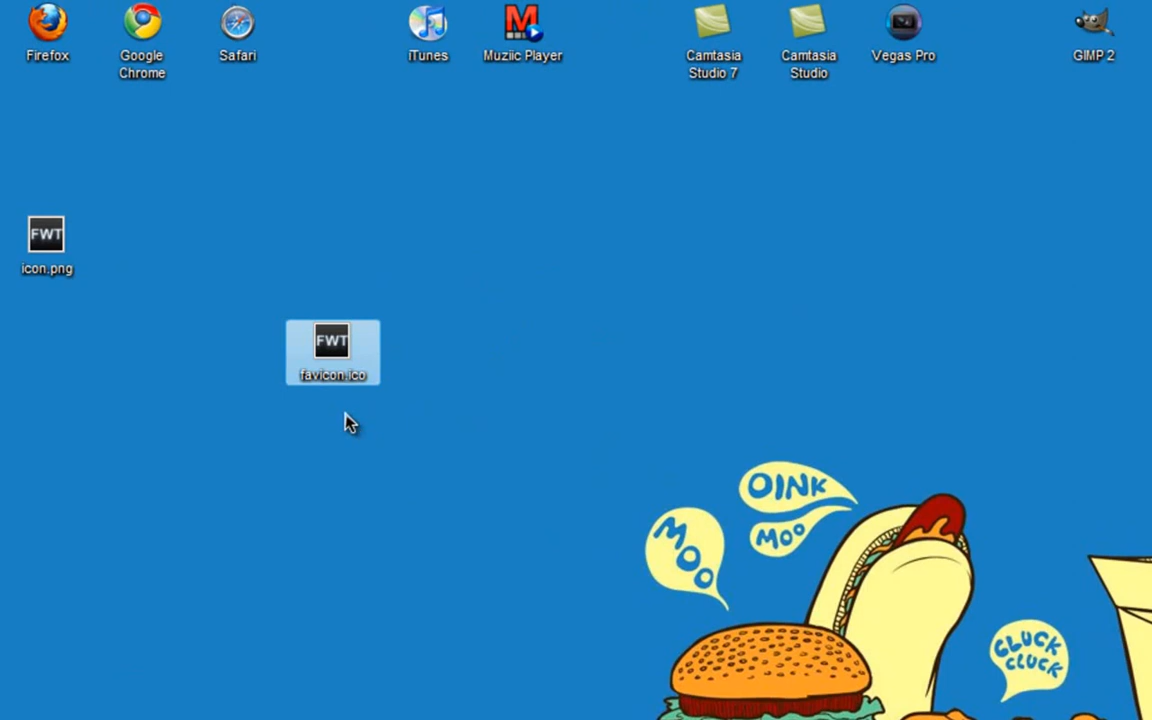 Firefox
Google
Chrome
Safari
iTunes
Muziic Player
Camtasia
Studio 7
Camtasia
Studio
Vegas Pro
GIMP 2
FWT
icon.png
FWT
favicon.ico
OINK
MOO
MOO
CLUCK
CLUCK